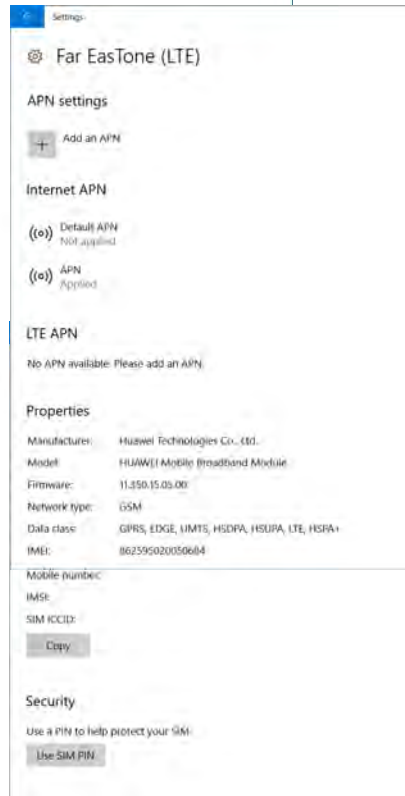 Settings
Far EasTone (LTE)
APN settings
Add an APN
Internet APN
Default APN
Not applied
APN
Applied
LTE APN
No APN available. Please add an APN.
Properties
Manufacturer: Huawei Technologies Co., Ltd.
Model: HUAWEI Mobile Broadband Module
Firmware: 11.350.15.05.00
Network type: GSM
Data class: GPRS, EDGE, UMTS, HSDPA, HSUPA, LTE, HSPA+
IMEI: 862595020050684
Mobile number:
IMSI:
SIM ICCID:
Copy
Security
Use a PIN to help protect your SIM.
Use SIM PIN